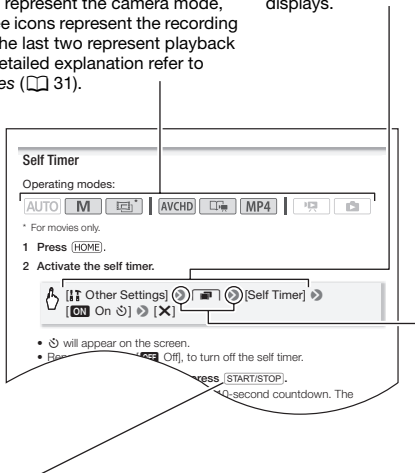 represent the camera mode,
e icons represent the recording
he last two represent playback
etailed explanation refer to
es (31).
displays.
Self Timer
Operating modes:
AUTO M * AVCHD MP4
* For movies only.
1 Press HOME.
2 Activate the self timer.
[Other Settings] [Self Timer]
[ON On] [X]
• will appear on the screen.
• OFF Off], to turn off the self timer.
press START/STOP.
10-second countdown. The